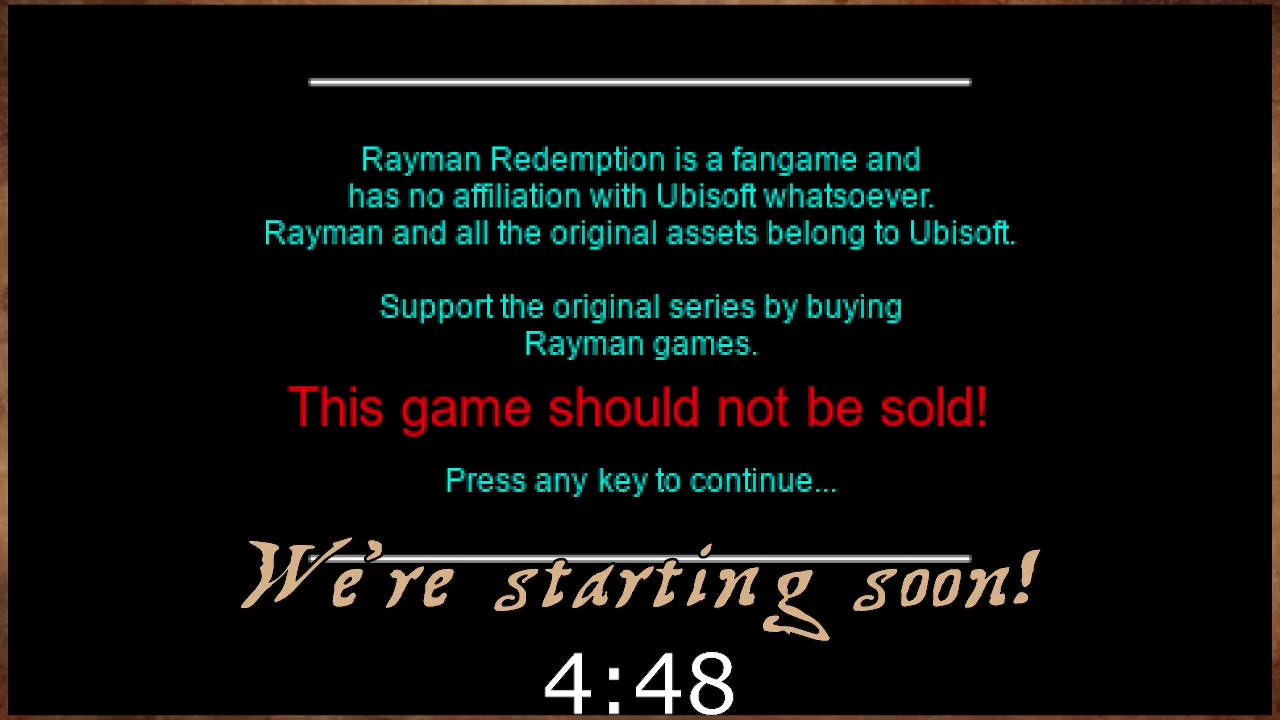 Rayman Redemption is a fangame and
has no affiliation with Ubisoft whatsoever.
Rayman and all the original assets belong to Ubisoft.
Support the original series by buying
Rayman games.
This game should not be sold!
Press any key to continue...
We're starting soon!
4:48